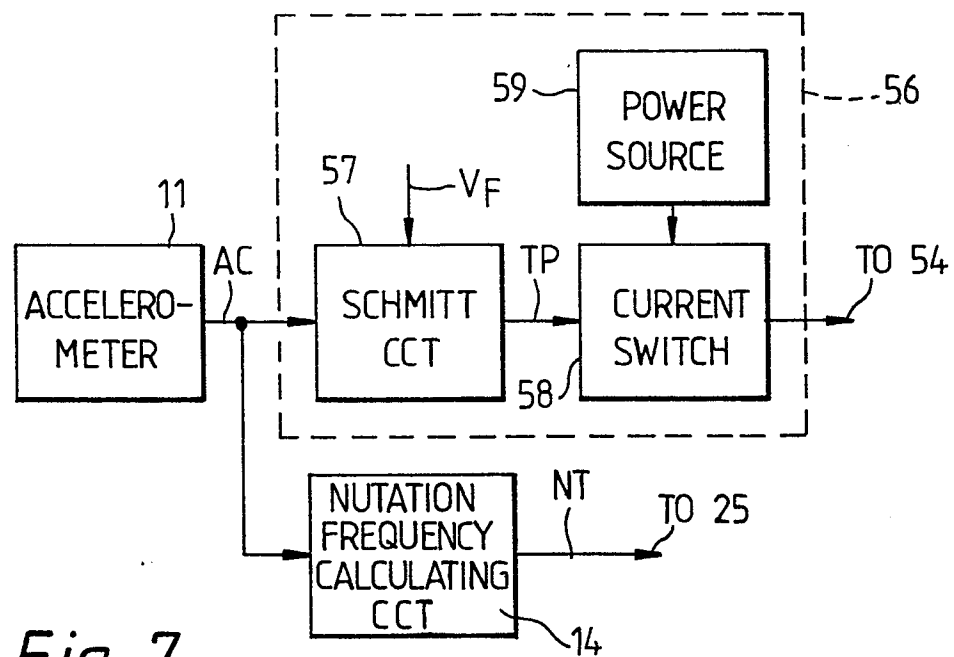 59
POWER
SOURCE
56
57
V_F
11
ACCELERO-
METER
AC
SCHMITT
CCT
TP
CURRENT
SWITCH
58
TO 54
NUTATION
FREQUENCY
CALCULATING
CCT
NT
TO 25
14
Fig. 7